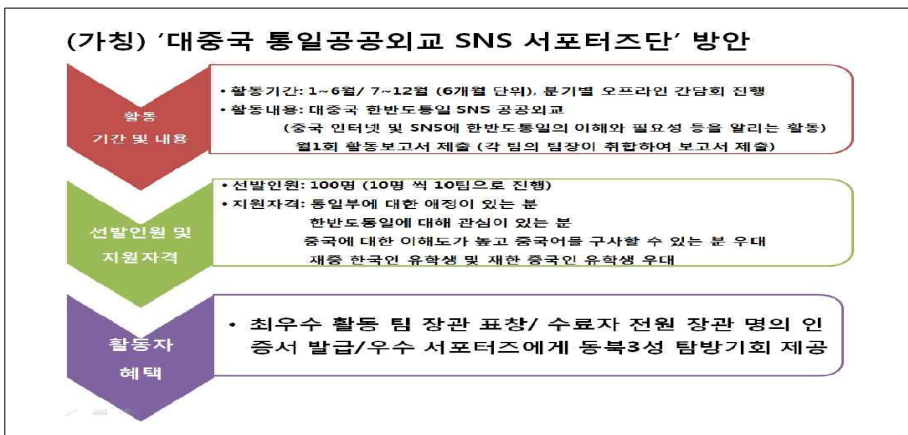 (가칭) '대중국 통일공공외교 SNS 서포터즈단' 방안
활동
기간 및 내용
• 활동기간: 1~6월/ 7~12월 (6개월 단위), 분기별 오프라인 간담회 진행
• 활동내용: 대중국 한반도통일 SNS 공공외교
(중국 인터넷 및 SNS에 한반도통일의 이해와 필요성 등을 알리는 활동)
월1회 활동보고서 제출 (각 팀의 팀장이 취합하여 보고서 제출)
선발인원 및
지원자격
• 선발인원: 100명 (10명 씩 10팀으로 진행)
• 지원자격: 통일부에 대한 애정이 있는 분
한반도통일에 대해 관심이 있는 분
중국에 대한 이해도가 높고 중국어를 구사할 수 있는 분 우대
재중 한국인 유학생 및 재한 중국인 유학생 우대
활동자
혜택
• 최우수 활동 팀 장관 표창/ 수료자 전원 장관 명의 인
증서 발급/우수 서포터즈에게 동북3성 탐방기회 제공